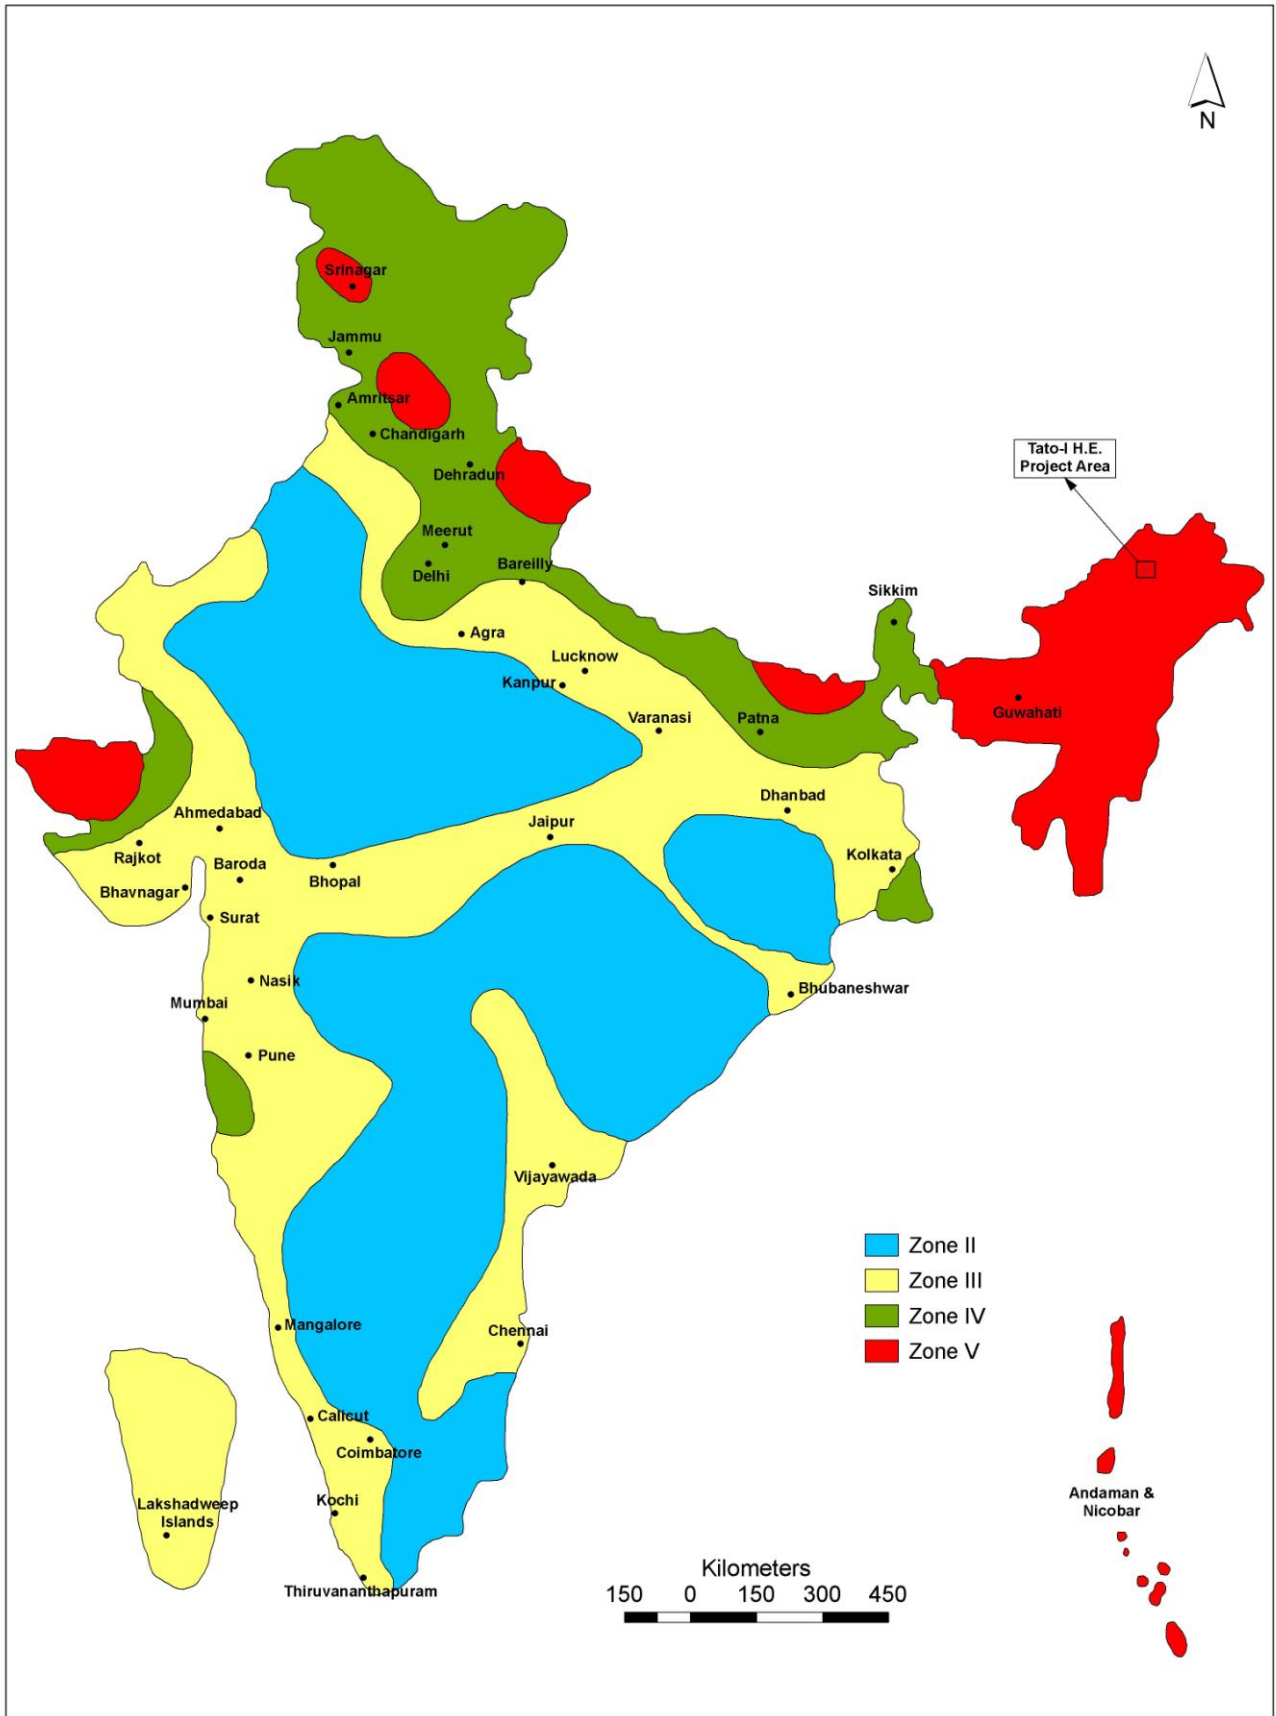 N
Srinagar
Jammu
Amritsar
Chandigarh
Tato-I H.E.
Project Area
Dehradun
Meerut
Delhi
Bareilly
Sikkim
Agra
Lucknow
Kanpur
Varanasi
Patna
Guwahati
Dhanbad
Ahmedabad
Jaipur
Rajkot
Baroda
Kolkata
Bhopal
Bhavnagar
Surat
Nasik
Bhubaneshwar
Mumbai
Pune
Vijayawada
Zone II
Zone III
Zone IV
Zone V
Mangalore
Chennai
Calicut
Coimbatore
Kochi
Lakshadweep
Islands
Andaman &
Nicobar
Thiruvananthapuram
Kilometers
150 0 150 300 450